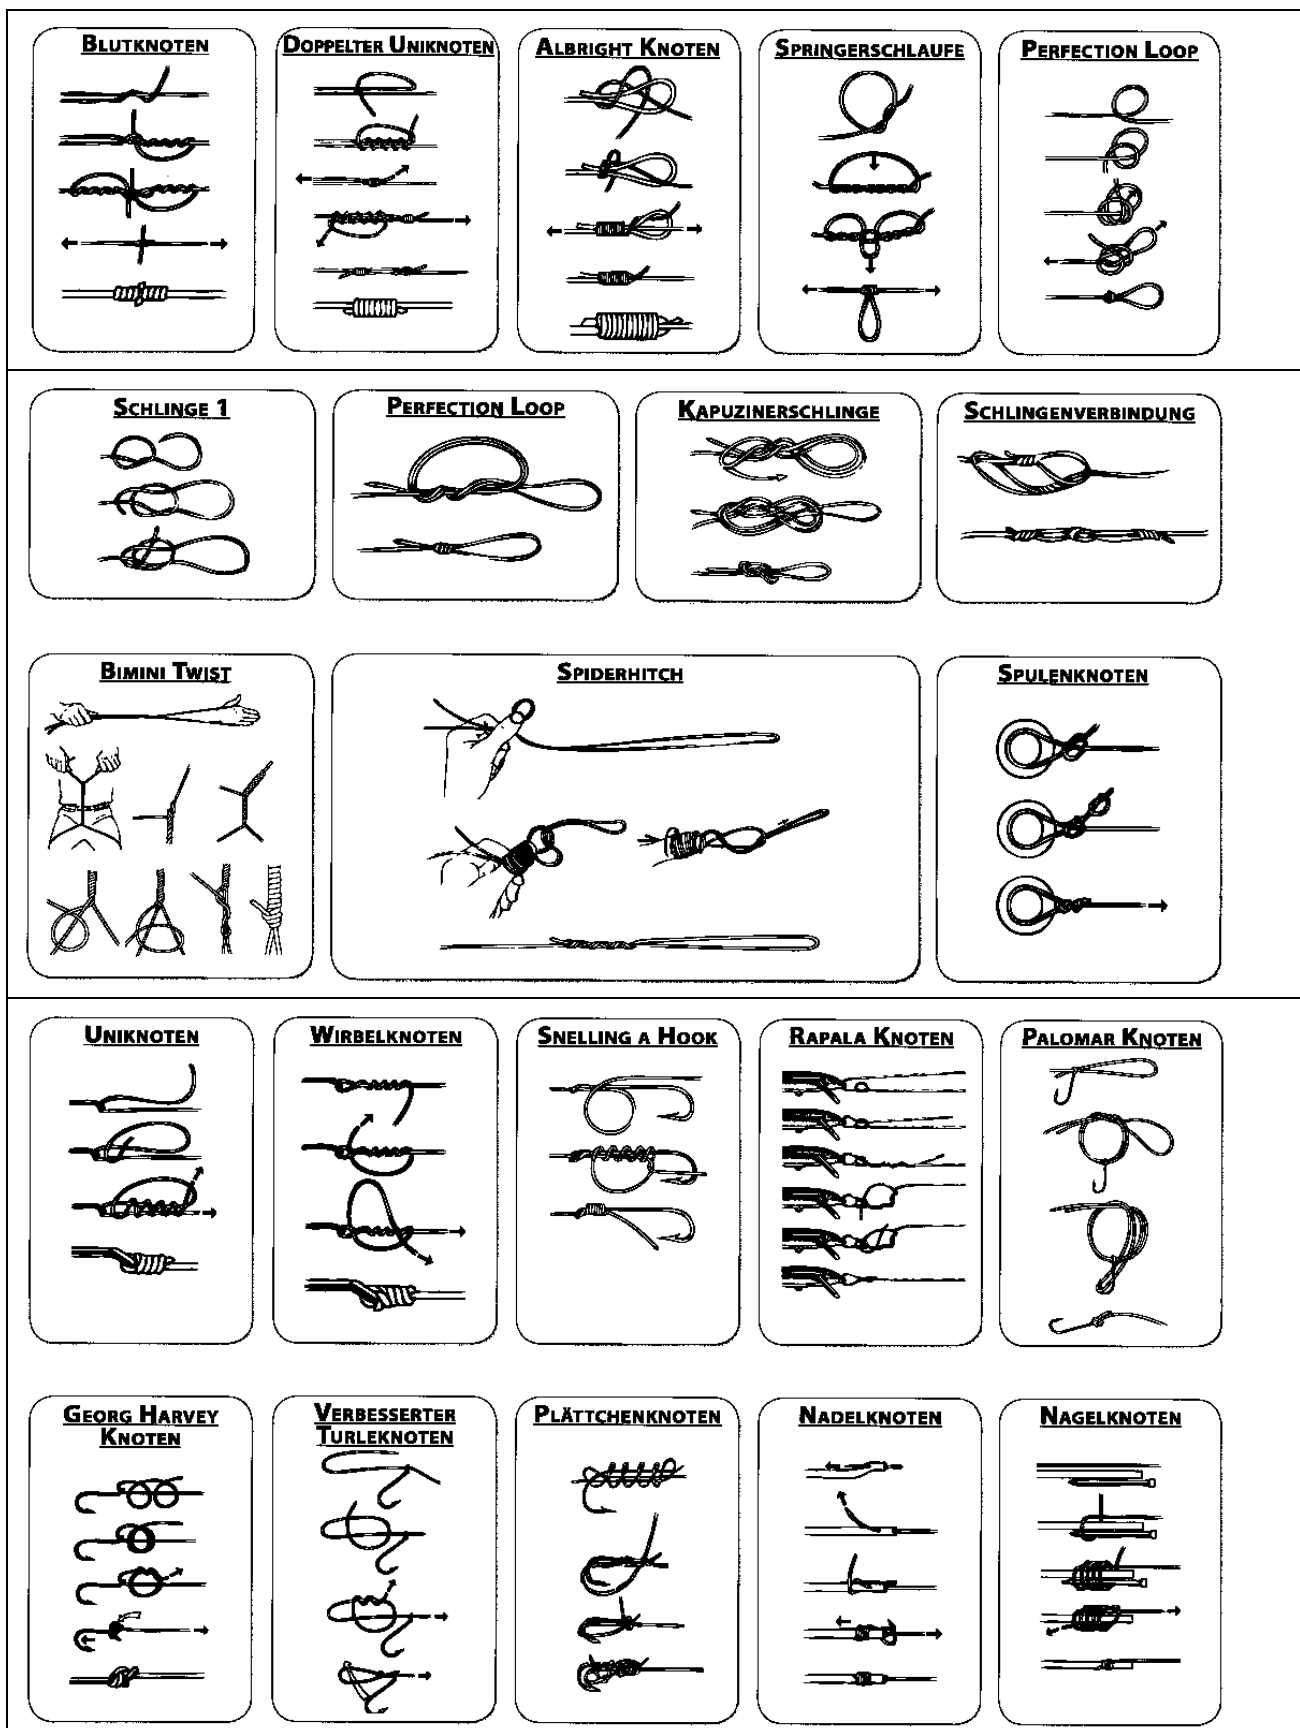 BLUTKNOTEN
DOPPELTER UNIKNOTEN
ALBRIGHT KNOTEN
SPRINGERSCHLAUFE
PERFECTION LOOP
SCHLINGE 1
PERFECTION LOOP
KAPUZINERSCHLINGE
SCHLINGENVERBINDUNG
BIMINI TWIST
SPIDERHITCH
SPULENKNOTEN
UNIKNOTEN
WIRBELKNOTEN
SNELLING A HOOK
RAPALA KNOTEN
PALOMAR KNOTEN
GEORG HARVEY
KNOTEN
VERBESSERTER
TURLEKNOTEN
PLÄTTCHENKNOTEN
NADELKNOTEN
NAGELKNOTEN